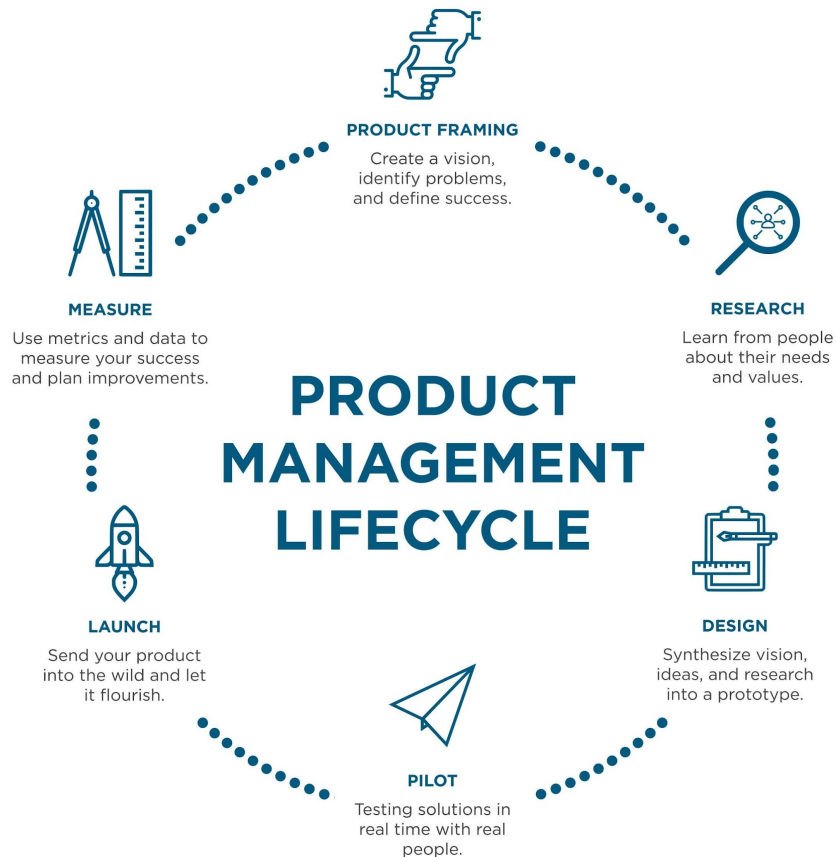 PRODUCT FRAMING
Create a vision,
identify problems,
and define success.
RESEARCH
Learn from people
about their needs
and values.
DESIGN
Synthesize vision,
ideas, and research
into a prototype.
PILOT
Testing solutions in
real time with real
people.
LAUNCH
Send your product
into the wild and let
it flourish.
MEASURE
Use metrics and data to
measure your success
and plan improvements.
PRODUCT
MANAGEMENT
LIFECYCLE